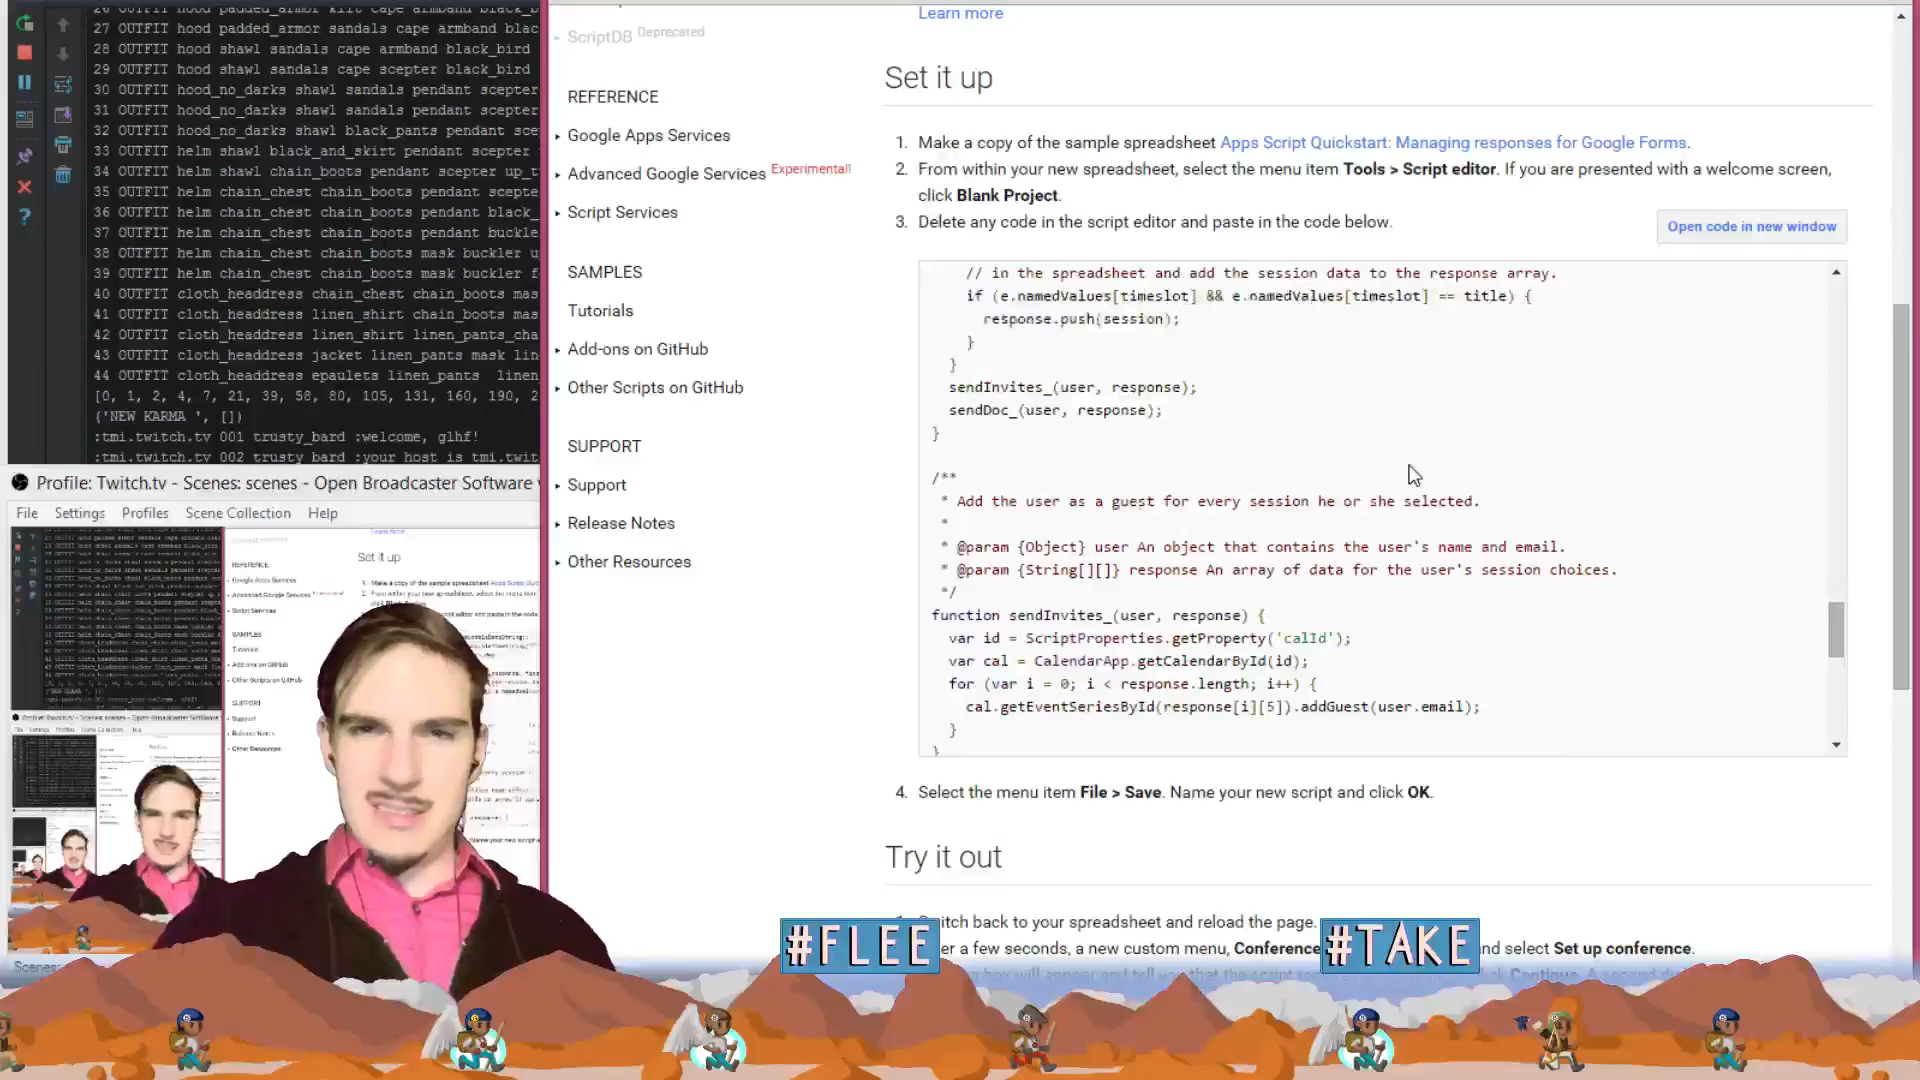 27 OUTFIT hood padded_armor sandals cape armband blac
28 OUTFIT hood shawl sandals cape armband black_bird
29 OUTFIT hood shawl sandals cape scepter black_bird
30 OUTFIT hood_no_darks shawl sandals pendant scepter
31 OUTFIT hood_no_darks shawl sandals pendant scepter
32 OUTFIT hood_no_darks shawl black_pants pendant sce
33 OUTFIT helm shawl black_and_skirt pendant scepter
34 OUTFIT helm shawl chain_boots pendant scepter up_t
35 OUTFIT helm chain_chest chain_boots pendant scepte
36 OUTFIT helm chain_chest chain_boots pendant black_
37 OUTFIT helm chain_chest chain_boots pendant buckle
38 OUTFIT helm chain_chest chain_boots mask buckler u
39 OUTFIT helm chain_chest chain_boots mask buckler f
40 OUTFIT cloth_headdress chain_chest chain_boots mas
41 OUTFIT cloth_headdress linen_shirt chain_boots mas
42 OUTFIT cloth_headdress linen_shirt linen_pants_cha
43 OUTFIT cloth_headdress jacket linen_pants mask lin
44 OUTFIT cloth_headdress epaulets linen_pants linen_
[0, 1, 2, 4, 7, 21, 39, 58, 80, 105, 131, 160, 190, 2
('NEW KARMA ', [])
:tmi.twitch.tv 001 trusty_bard :welcome, glhf!
:tmi.twitch.tv 002 trusty_bard :your host is tmi.twit
Profile: Twitch.tv - Scenes: scenes - Open Broadcaster Software
File Settings Profiles Scene Collection Help
Scenes:
ScriptDB Deprecated
REFERENCE
Google Apps Services
Advanced Google Services Experimental!
Script Services
SAMPLES
Tutorials
Add-ons on GitHub
Other Scripts on GitHub
SUPPORT
Support
Release Notes
Other Resources
Learn more
Set it up
1. Make a copy of the sample spreadsheet Apps Script Quickstart: Managing responses for Google Forms.
2. From within your new spreadsheet, select the menu item Tools > Script editor. If you are presented with a welcome screen,
click Blank Project.
3. Delete any code in the script editor and paste in the code below.
Open code in new window
// in the spreadsheet and add the session data to the response array.
if (e.namedValues[timeslot] && e.namedValues[timeslot] == title) {
response.push(session);
}
}
sendInvites_(user, response);
sendDoc_(user, response);
}
/**
* Add the user as a guest for every session he or she selected.
*
* @param {Object} user An object that contains the user's name and email.
* @param {String[][]} response An array of data for the user's session choices.
*/
function sendInvites_(user, response) {
var id = ScriptProperties.getProperty('calId');
var cal = CalendarApp.getCalendarById(id);
for (var i = 0; i < response.length; i++) {
cal.getEventSeriesById(response[i][5]).addGuest(user.email);
}
}
4. Select the menu item File > Save. Name your new script and click OK.
Try it out
itch back to your spreadsheet and reload the page.
er a few seconds, a new custom menu, Conference
nd select Set up conference.
#FLEE
#TAKE